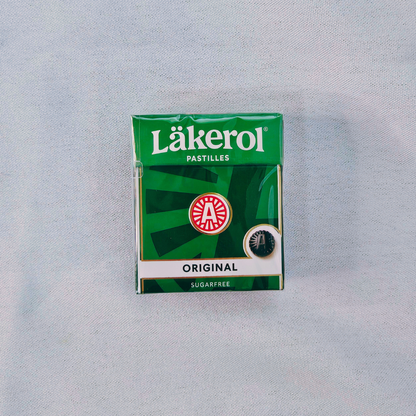 Läkerol®
PASTILLES
A
A
ORIGINAL
SUGARFREE